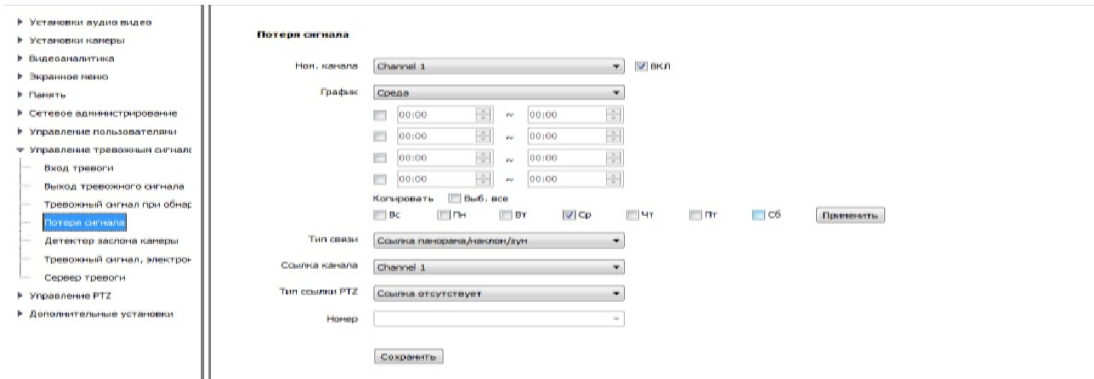 Установки аудио видео
Установки камеры
Видеоаналитика
Экранное меню
Память
Сетевое администрирование
Управление пользователями
Управление тревожным сигнало
Вход тревоги
Выход тревожного сигнала
Тревожный сигнал при обнар
Потеря сигнала
Детектор заслона камеры
Тревожный сигнал, электрон
Сервер тревоги
Управление PTZ
Дополнительные установки
Потеря сигнала
Ном. канала Channel 1 ВКЛ
График Среда
00:00 ~ 00:00
00:00 ~ 00:00
00:00 ~ 00:00
00:00 ~ 00:00
Копировать Выб. все
Вс Пн Вт Ср Чт Пт Сб Применить
Тип связи Ссылка панорама/наклон/зум
Ссылка канала Channel 1
Тип ссылки PTZ Ссылка отсутствует
Номер
Сохранить